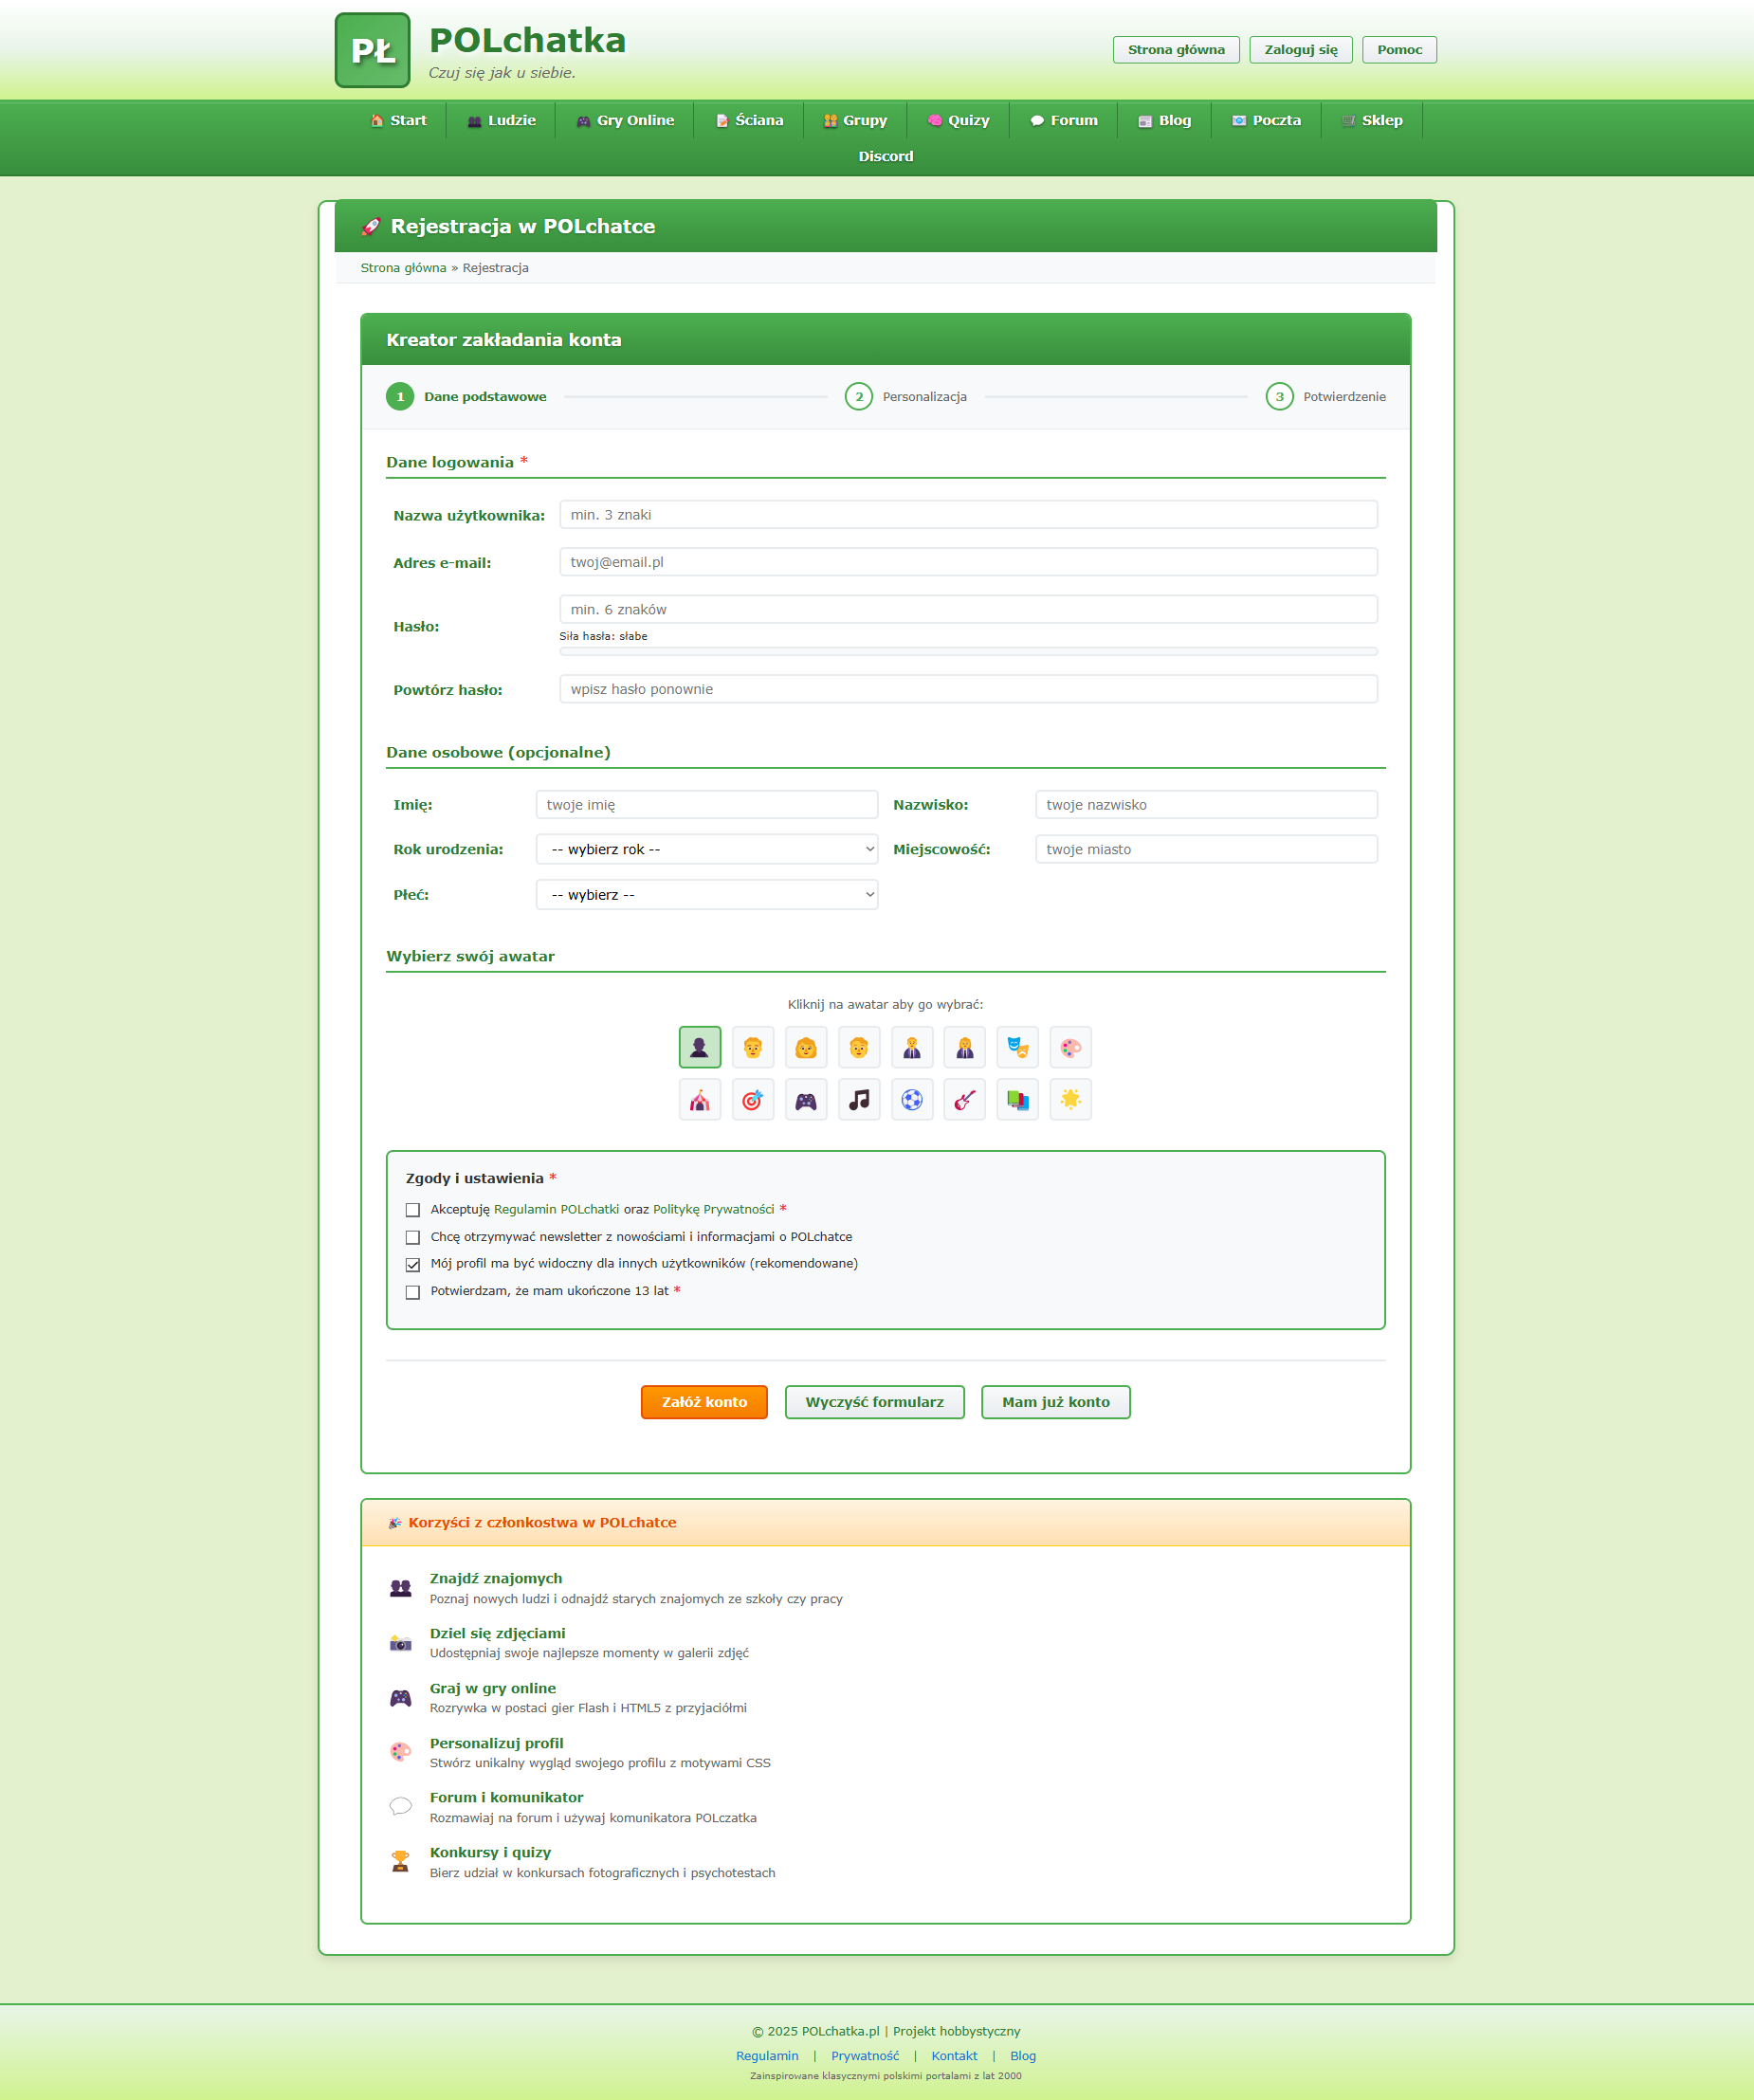 PŁ
POLchatka
Czuj się jak u siebie.
Strona główna Zaloguj się Pomoc
Start Ludzie Gry Online Ściana Grupy Quizy Forum Blog Poczta Sklep
Discord
Rejestracja w POLchatce
Strona główna » Rejestracja
Kreator zakładania konta
1 Dane podstawowe 2 Personalizacja 3 Potwierdzenie
Dane logowania *
Nazwa użytkownika: min. 3 znaki
Adres e-mail: twoj@email.pl
Hasło: min. 6 znaków
Siła hasła: słabe
Powtórz hasło: wpisz hasło ponownie
Dane osobowe (opcjonalne)
Imię: twoje imię Nazwisko: twoje nazwisko
Rok urodzenia: -- wybierz rok -- Miejscowość: twoje miasto
Płeć: -- wybierz --
Wybierz swój awatar
Kliknij na awatar aby go wybrać:
Zgody i ustawienia *
Akceptuję Regulamin POLchatki oraz Politykę Prywatności *
Chcę otrzymywać newsletter z nowościami i informacjami o POLchatce
Mój profil ma być widoczny dla innych użytkowników (rekomendowane)
Potwierdzam, że mam ukończone 13 lat *
Załóż konto Wyczyść formularz Mam już konto
Korzyści z członkostwa w POLchatce
Znajdź znajomych
Poznaj nowych ludzi i odnajdź starych znajomych ze szkoły czy pracy
Dziel się zdjęciami
Udostępniaj swoje najlepsze momenty w galerii zdjęć
Graj w gry online
Rozrywka w postaci gier Flash i HTML5 z przyjaciółmi
Personalizuj profil
Stwórz unikalny wygląd swojego profilu z motywami CSS
Forum i komunikator
Rozmawiaj na forum i używaj komunikatora POLczatka
Konkursy i quizy
Bierz udział w konkursach fotograficznych i psychotestach
© 2025 POLchatka.pl | Projekt hobbystyczny
Regulamin | Prywatność | Kontakt | Blog
Zainspirowane klasycznymi polskimi portalami z lat 2000